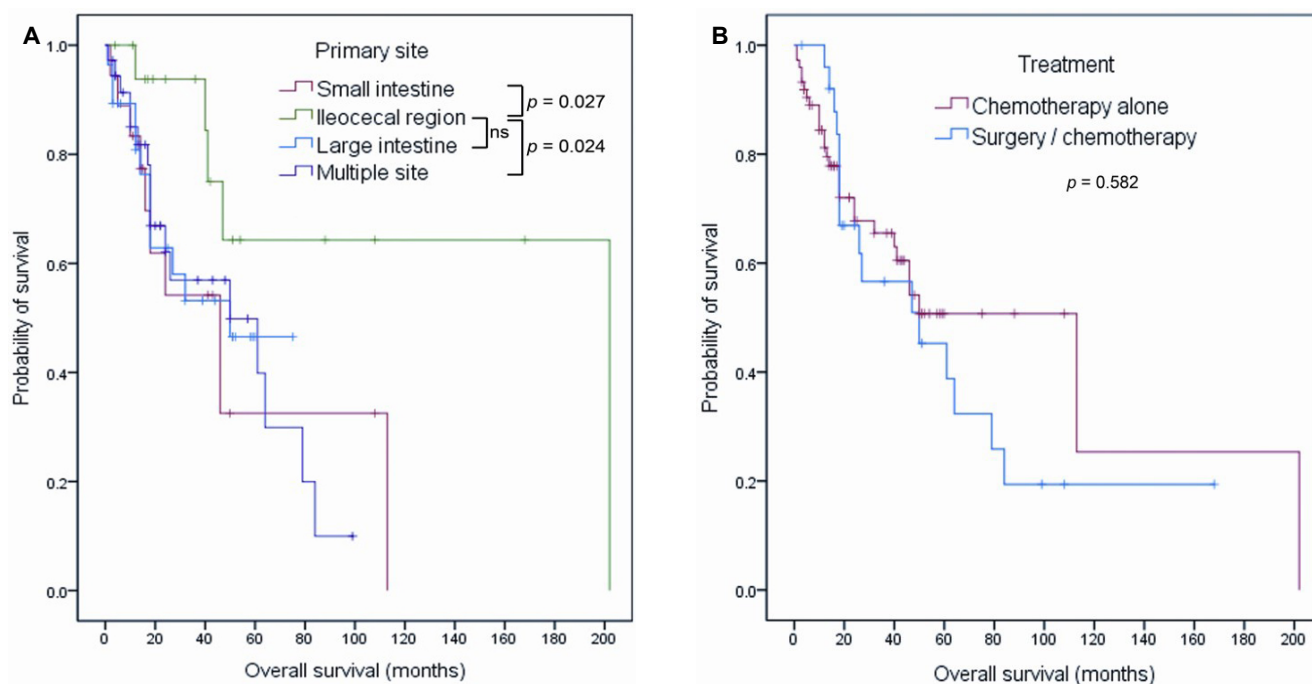 A
Primary site
Small intestine
Ileocecal region
Large intestine
Multiple site
p = 0.027
ns
p = 0.024
Probability of survival
1.0
0.8
0.6
0.4
0.2
0.0
0 20 40 60 80 100 120 140 160 180 200
Overall survival (months)
B
Treatment
Chemotherapy alone
Surgery / chemotherapy
p = 0.582
Probability of survival
1.0
0.8
0.6
0.4
0.2
0.0
0 20 40 60 80 100 120 140 160 180 200
Overall survival (months)